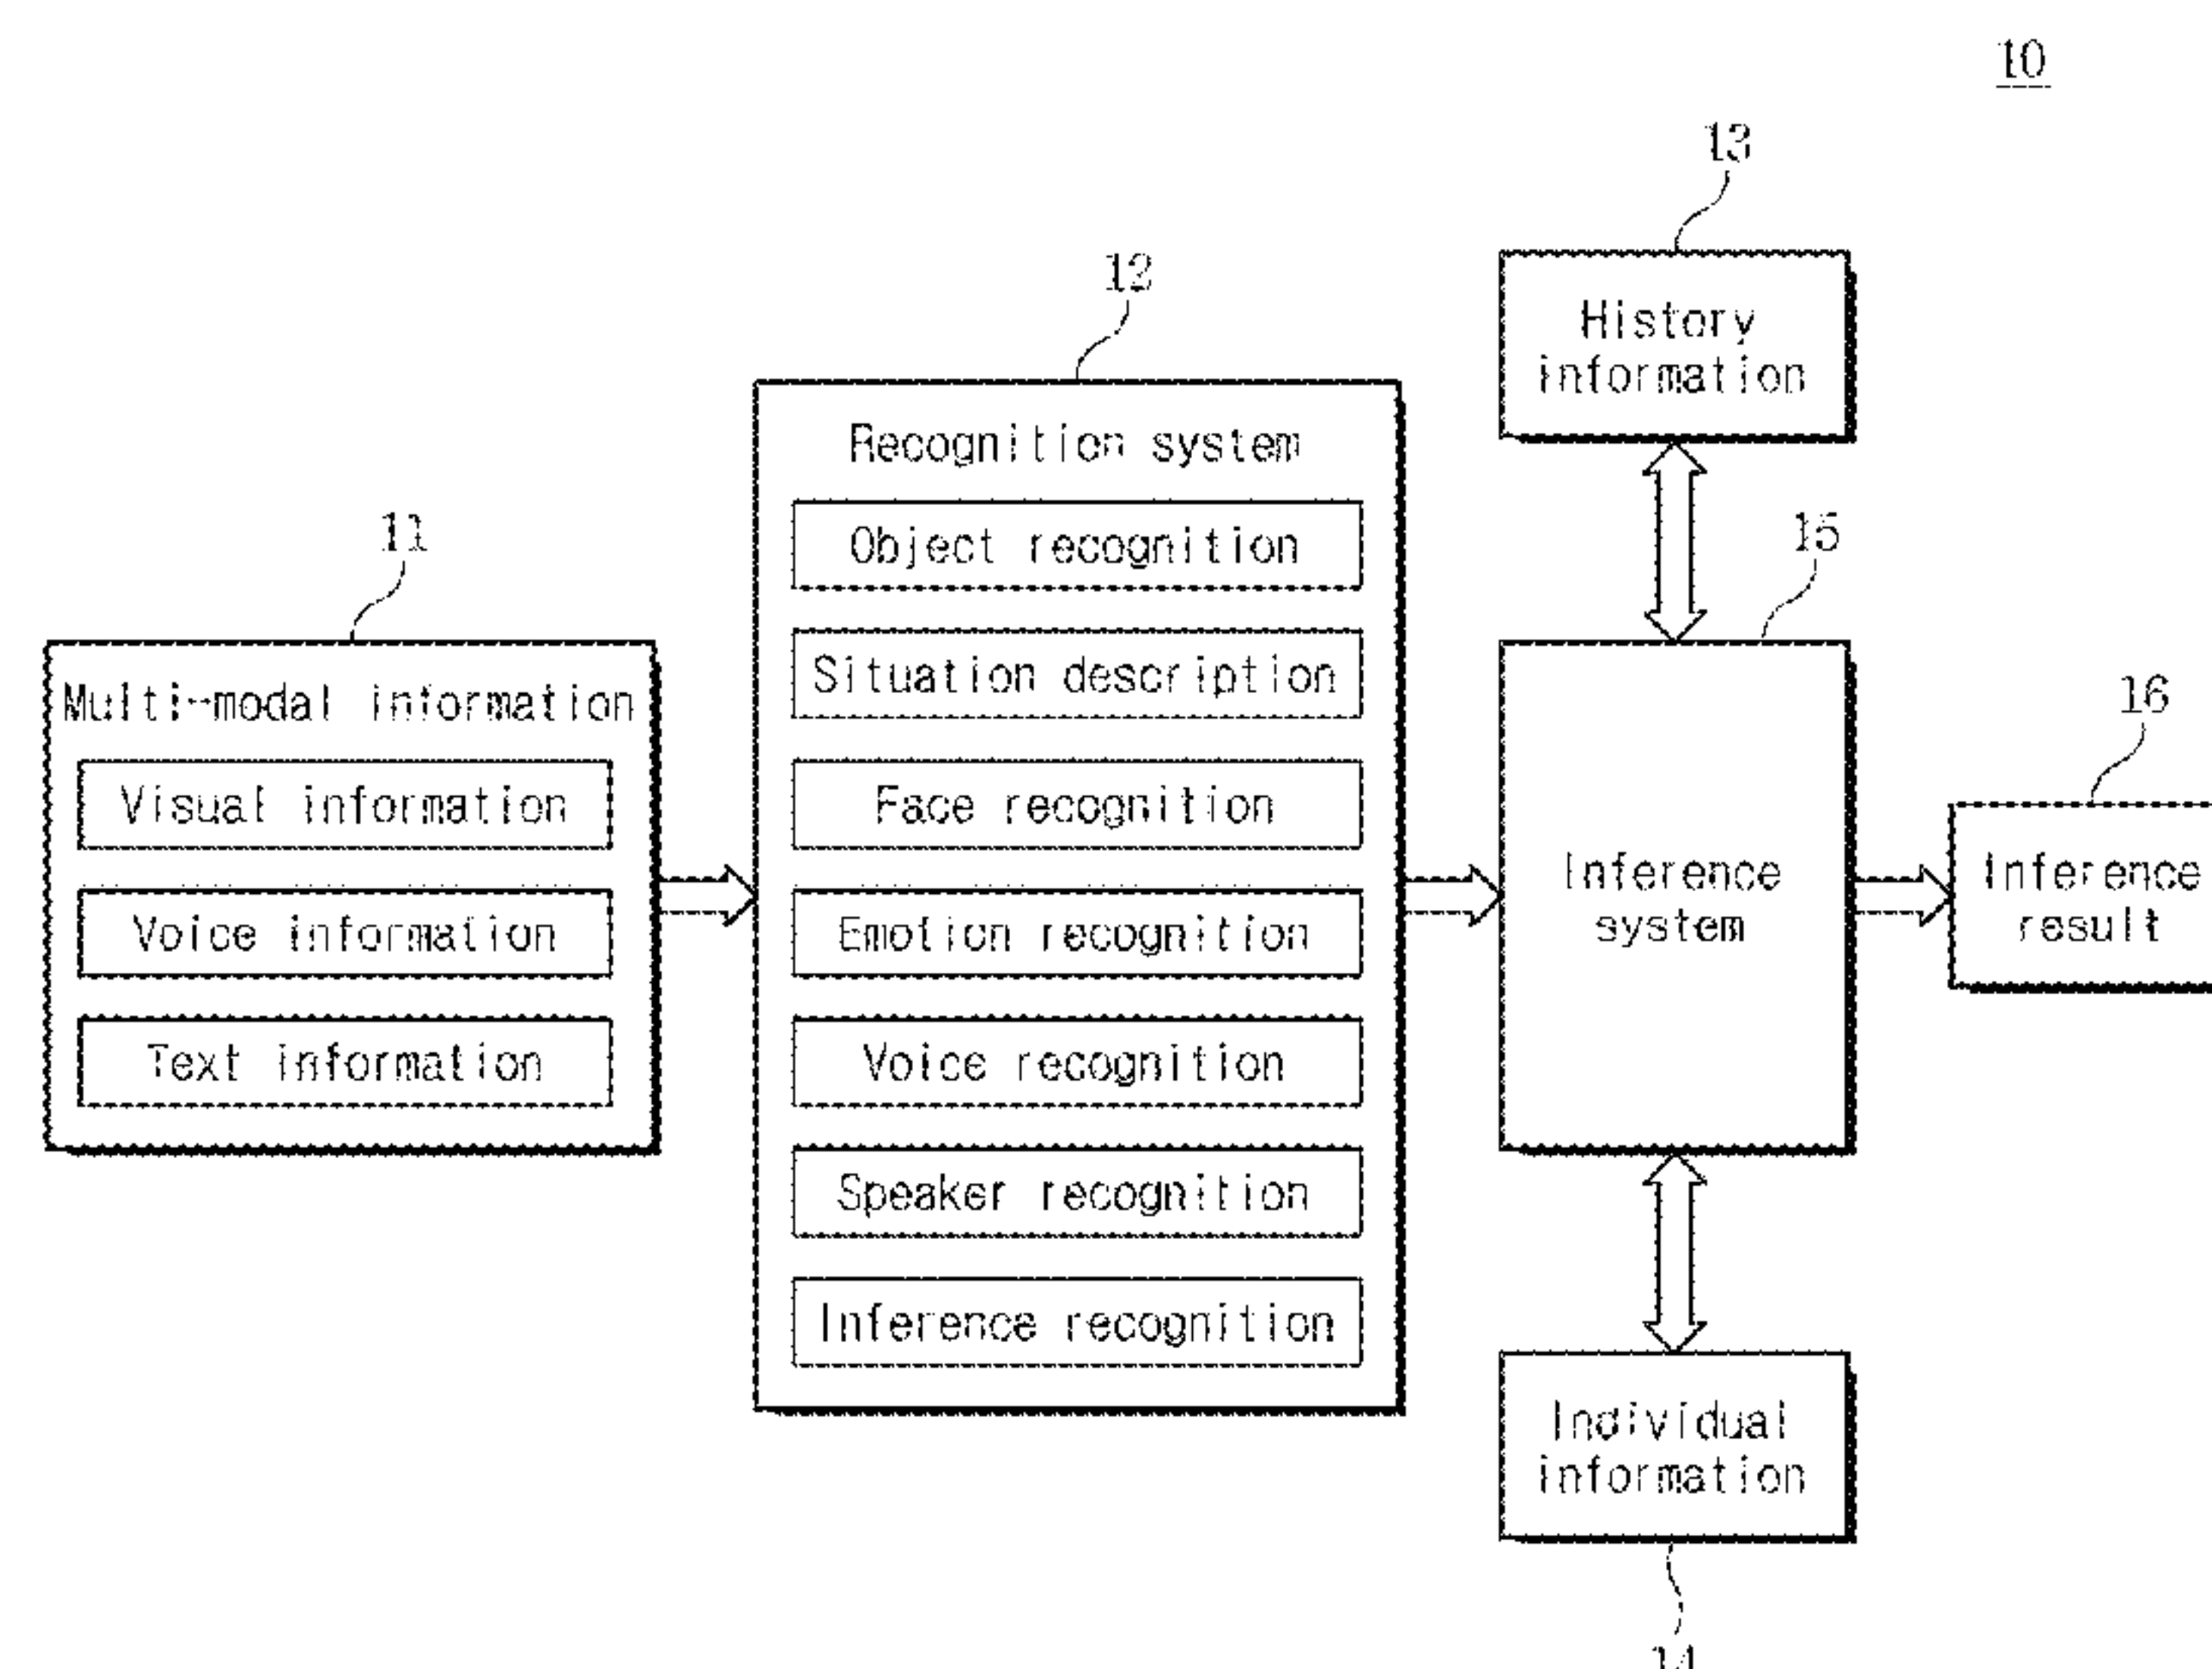 10
13
History
information
12
Recognition system
Object recognition
Situation description
Face recognition
Emotion recognition
Voice recognition
Speaker recognition
Inference recognition
11
Multi-modal information
Visual information
Voice information
Text information
15
Inference
system
16
Inference
result
Individual
information
14